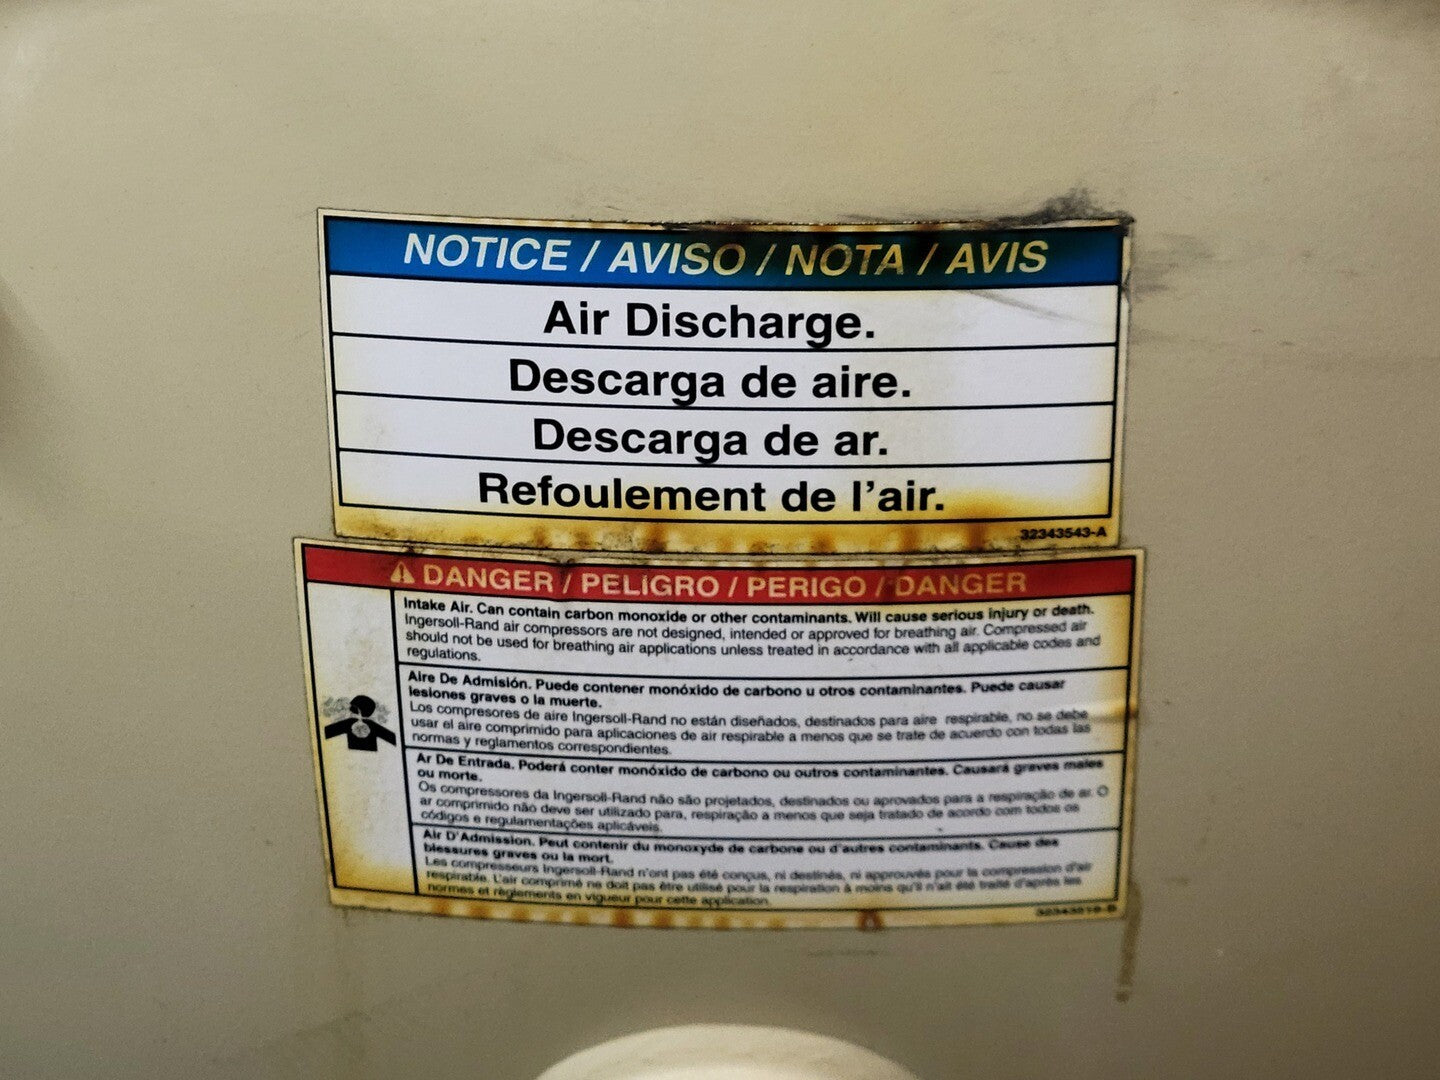 NOTICE / AVISO / NOTA / AVIS
Air Discharge.
Descarga de aire.
Descarga de ar.
Refoulement de l'air.
32343543-A
DANGER / PELIGRO / PERIGO / DANGER
Intake Air. Can contain carbon monoxide or other contaminants. Will cause serious injury or death.
Ingersoll-Rand air compressors are not designed, intended or approved for breathing air. Compressed air
should not be used for breathing air applications unless treated in accordance with all applicable codes and
regulations.
Aire De Admisión. Puede contener monóxido de carbono u otros contaminantes. Puede causar
lesiones graves o la muerte.
Los compresores de aire Ingersoll-Rand no están diseñados, destinados para aire respirable, no se debe
usar el aire comprimido para aplicaciones de air respirable a menos que se trate de acuerdo con todas las
normas y reglamentos correspondientes.
Ar De Entrada. Poderá conter monóxido de carbono ou outros contaminantes. Causará graves males
ou morte.
Os compressores da Ingersoll-Rand não são projetados, destinados ou aprovados para a respiração de ar. O
ar comprimido não deve ser utilizado para, respiração a menos que seja tratado de acordo com todos os
códigos e regulamentações aplicáveis.
Air D'Admission. Peut contenir du monoxyde de carbone ou d'autres contaminants. Cause des
blessures graves ou la mort.
Les compresseurs Ingersoll-Rand n'ont pas été conçus, ni destinés, ni approuvés pour la compression d'air
respirable. L'air comprimé ne doit pas être utilisé pour la respiration à moins qu'il n'ait été traité d'après les
normes et règlements en vigueur pour cette application.